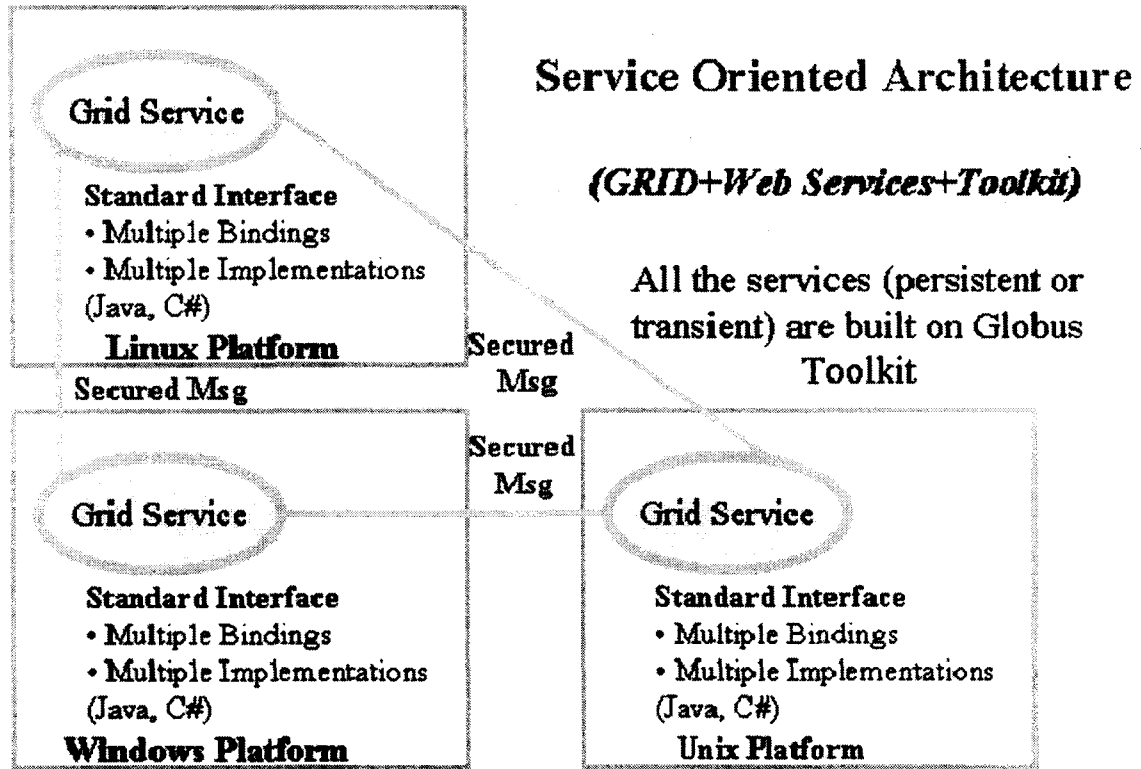 Service Oriented Architecture
(GRID+Web Services+Toolkit)
All the services (persistent or
transient) are built on Globus
Toolkit
Grid Service
Standard Interface
• Multiple Bindings
• Multiple Implementations
(Java, C#)
Linux Platform
Secured Msg
Secured
Msg
Secured
Msg
Grid Service
Standard Interface
• Multiple Bindings
• Multiple Implementations
(Java, C#)
Windows Platform
Grid Service
Standard Interface
• Multiple Bindings
• Multiple Implementations
(Java, C#)
Unix Platform